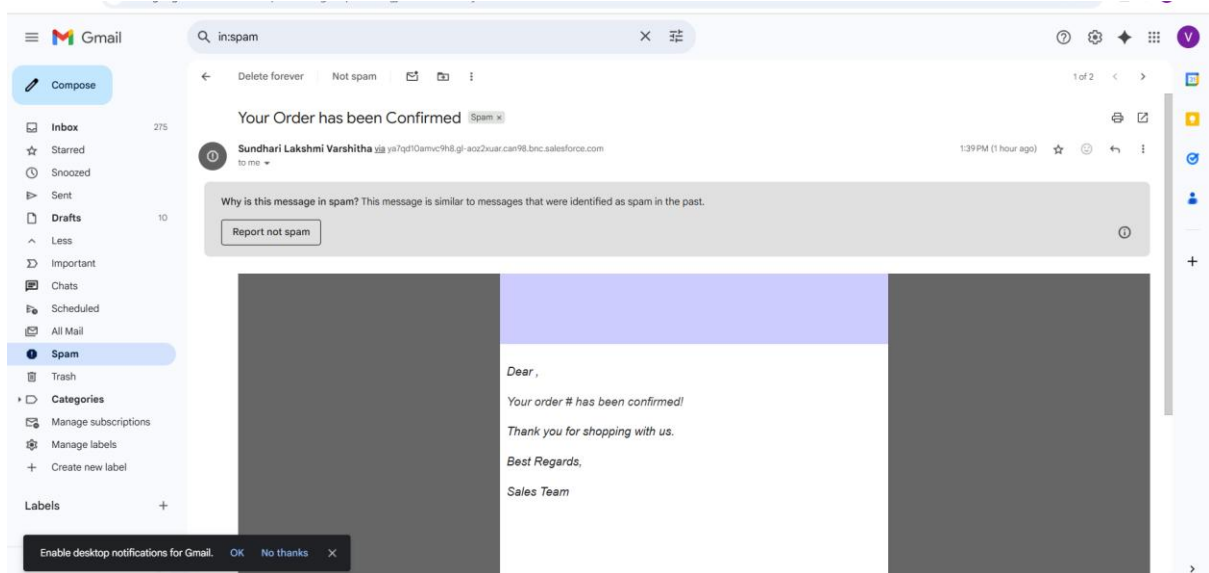 Gmail
in:spam
V
Compose
Delete forever
Not spam
1 of 2
31
Your Order has been Confirmed
Spam ×
Inbox 275
Starred
Snoozed
Sent
Drafts 10
Less
Important
Chats
Scheduled
All Mail
Spam
Trash
Categories
Manage subscriptions
Manage labels
Create new label
Labels
Sundhari Lakshmi Varshitha via ya7qd10amvc9h8.gl-aoz2xuar.can98.bnc.salesforce.com
to me
1:39 PM (1 hour ago)
Why is this message in spam? This message is similar to messages that were identified as spam in the past.
Report not spam
Dear ,
Your order # has been confirmed!
Thank you for shopping with us.
Best Regards,
Sales Team
Enable desktop notifications for Gmail. OK No thanks